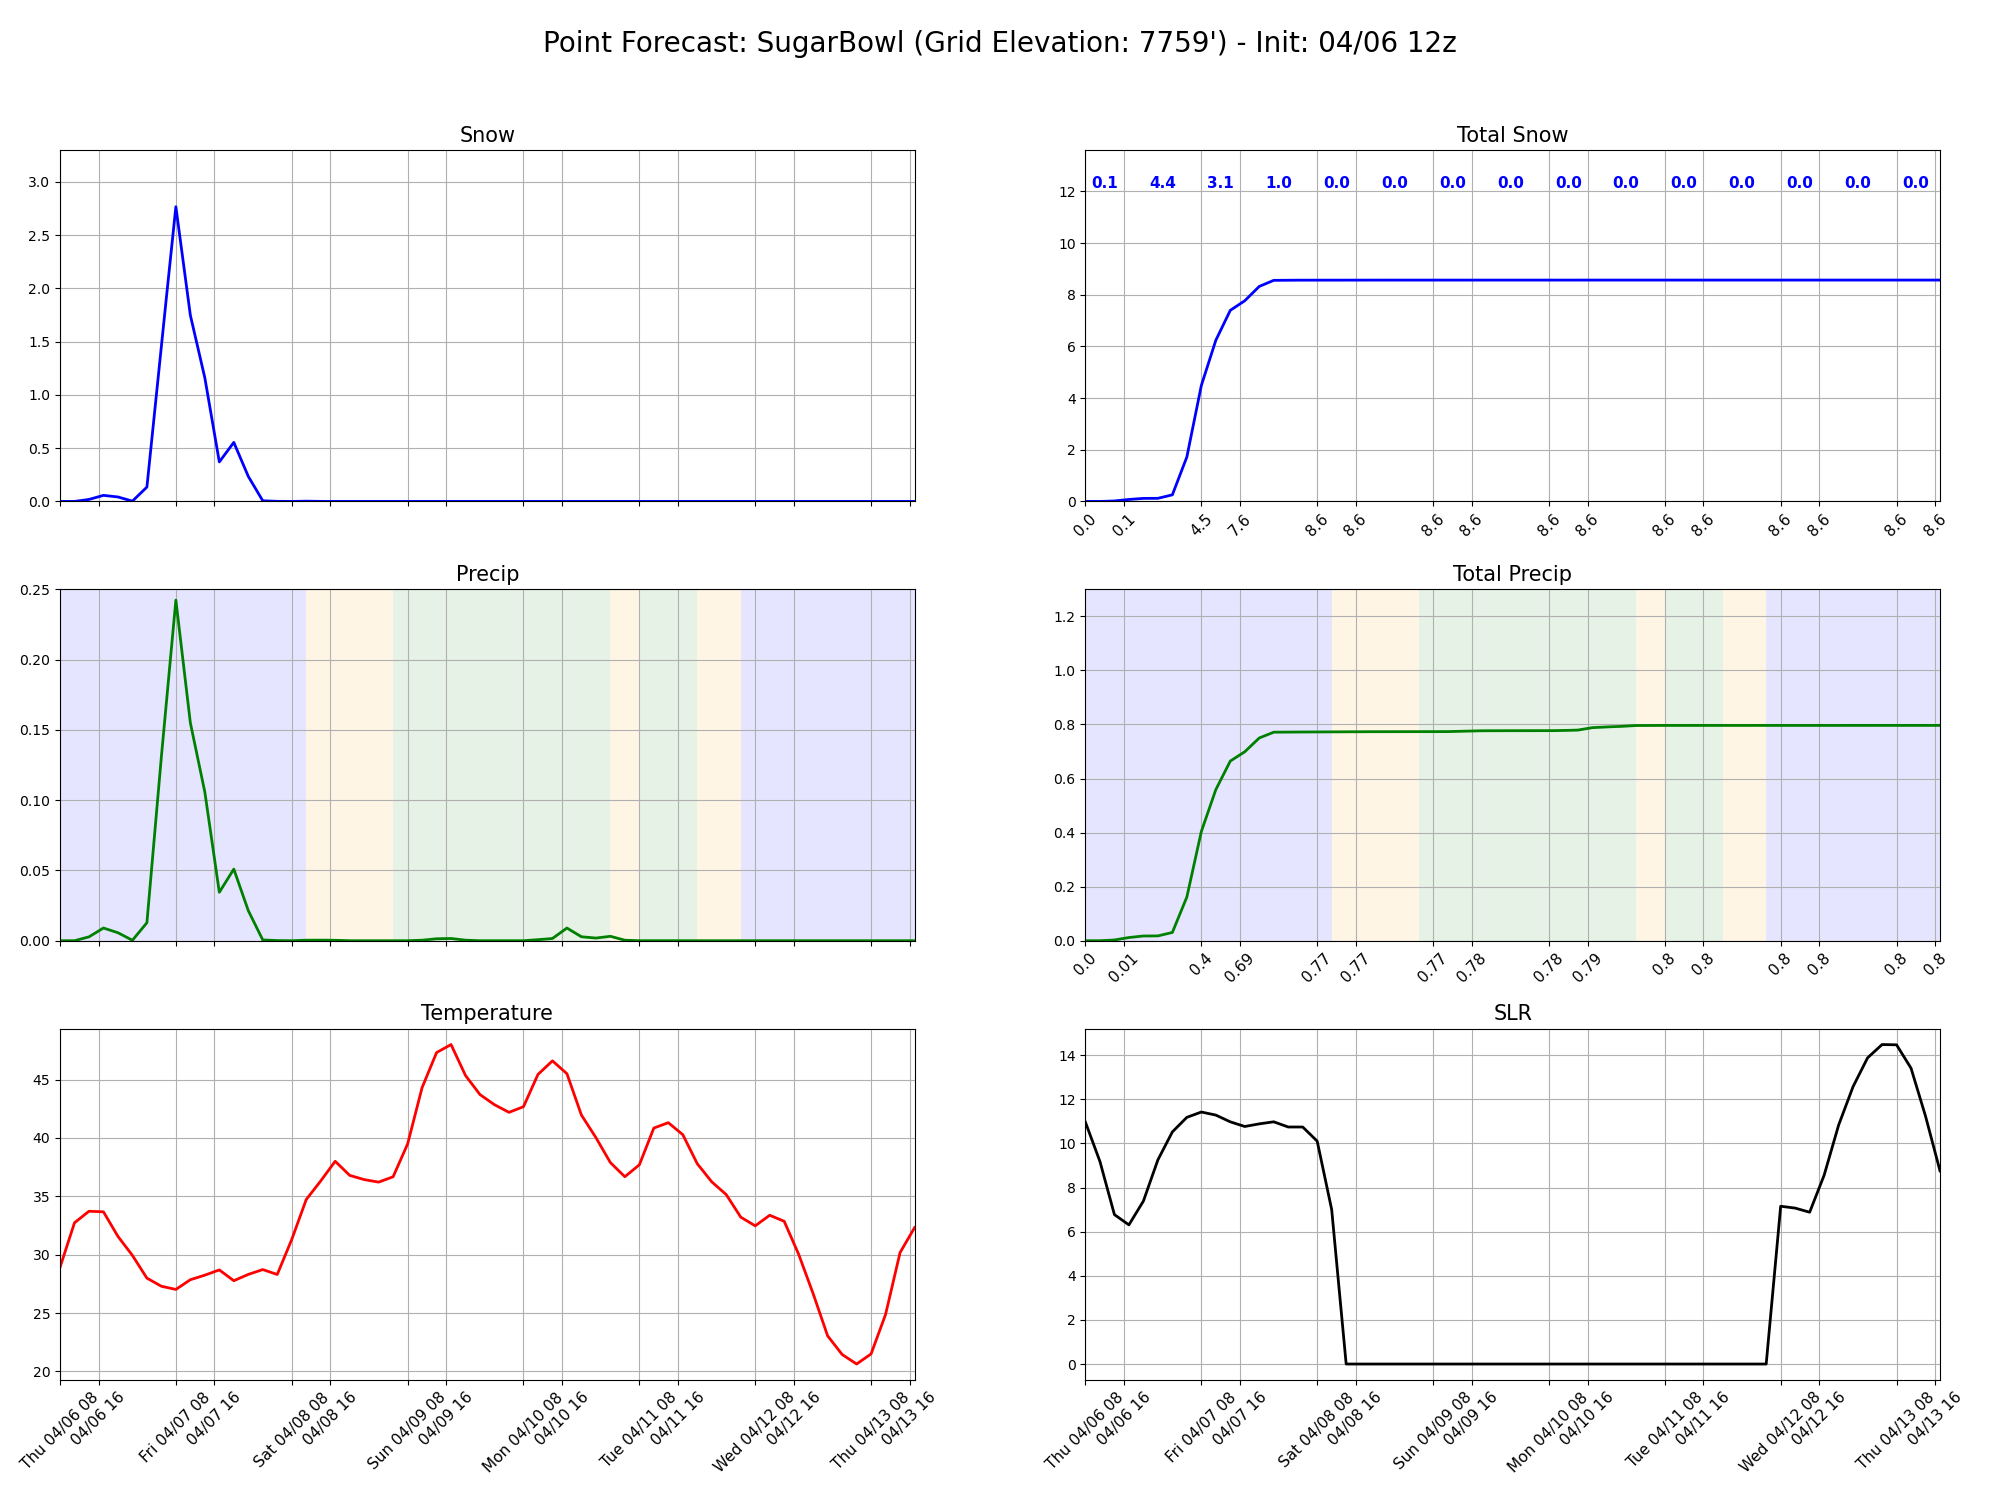 Point Forecast: SugarBowl (Grid Elevation: 7759') - Init: 04/06 12z
Snow
3.0
2.5
2.0
1.5
1.0
0.5
0.0
Total Snow
0.1 4.4 3.1 1.0 0.0 0.0 0.0 0.0 0.0 0.0 0.0 0.0 0.0 0.0 0.0
12
10
8
6
4
2
0
0.0 0.1 4.5 7.6 8.6 8.6 8.6 8.6 8.6 8.6 8.6 8.6 8.6 8.6 8.6 8.6
Precip
0.25
0.20
0.15
0.10
0.05
0.00
Total Precip
1.2
1.0
0.8
0.6
0.4
0.2
0.0
0.0 0.01 0.4 0.69 0.77 0.77 0.77 0.78 0.78 0.79 0.8 0.8 0.8 0.8 0.8 0.8
Temperature
45
40
35
30
25
20
Thu 04/06 08
04/06 16
Fri 04/07 08
04/07 16
Sat 04/08 08
04/08 16
Sun 04/09 08
04/09 16
Mon 04/10 08
04/10 16
Tue 04/11 08
04/11 16
Wed 04/12 08
04/12 16
Thu 04/13 08
04/13 16
SLR
14
12
10
8
6
4
2
0
Thu 04/06 08
04/06 16
Fri 04/07 08
04/07 16
Sat 04/08 08
04/08 16
Sun 04/09 08
04/09 16
Mon 04/10 08
04/10 16
Tue 04/11 08
04/11 16
Wed 04/12 08
04/12 16
Thu 04/13 08
04/13 16